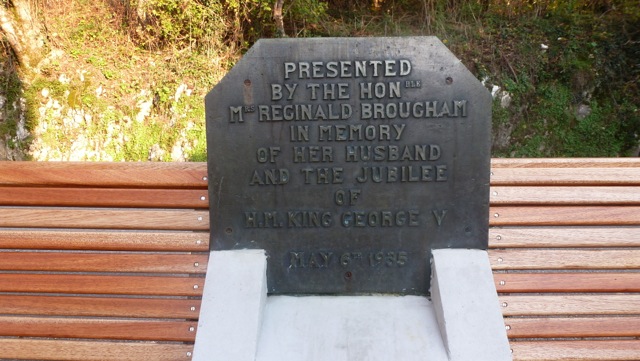 PRESENTED
BY THE HONBLE
MRS REGINALD BROUGHAM
IN MEMORY
OF HER HUSBAND
AND THE JUBILEE
OF
H.M. KING GEORGE V
MAY 6TH 1935